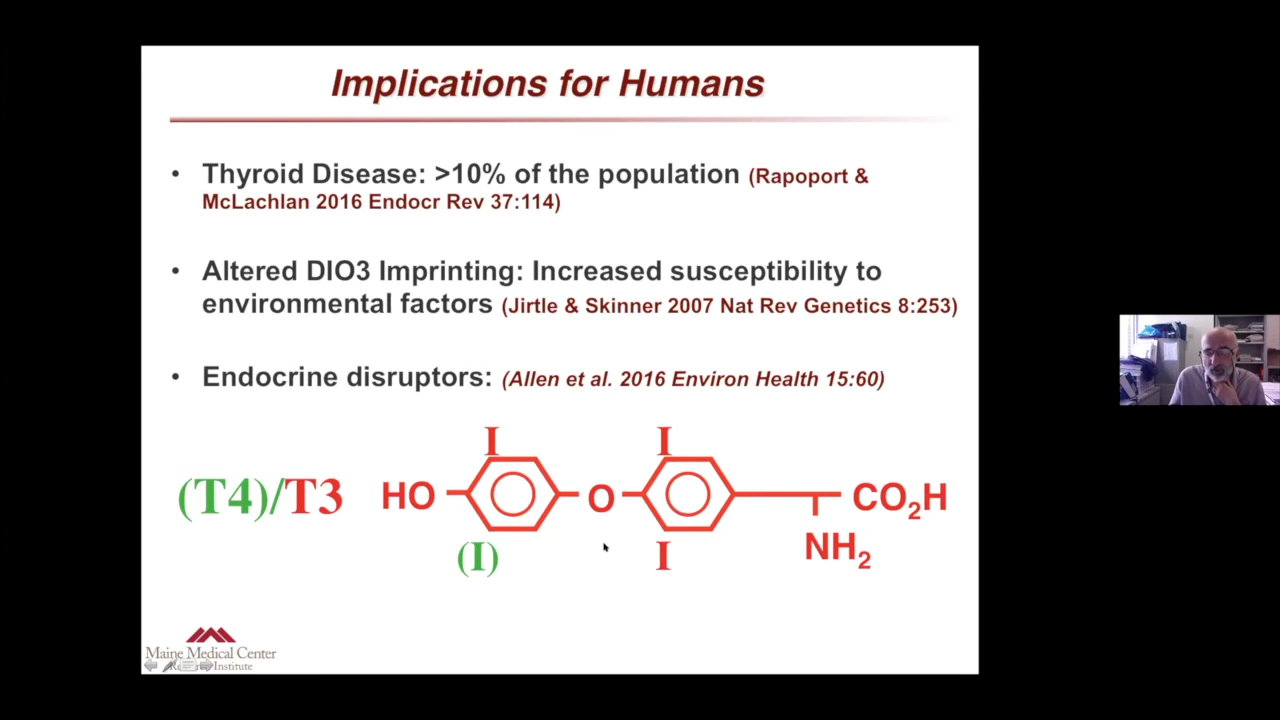 Implications for Humans
• Thyroid Disease: >10% of the population (Rapoport &
McLachlan 2016 Endocr Rev 37:114)
• Altered DIO3 Imprinting: Increased susceptibility to
environmental factors (Jirtle & Skinner 2007 Nat Rev Genetics 8:253)
• Endocrine disruptors: (Allen et al. 2016 Environ Health 15:60)
I I
(T4)/T3 HO O CO₂H
(I) I NH₂
Maine Medical Center
Institute